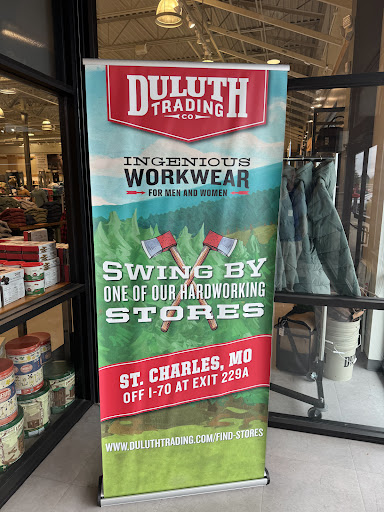 DULUTH
TRADING
CO
INGENIOUS
WORKWEAR
FOR MEN AND WOMEN
SWING BY
ONE OF OUR HARDWORKING
STORES
ST. CHARLES, MO
OFF I-70 AT EXIT 229A
WWW.DULUTHTRADING.COM/FIND-STORES